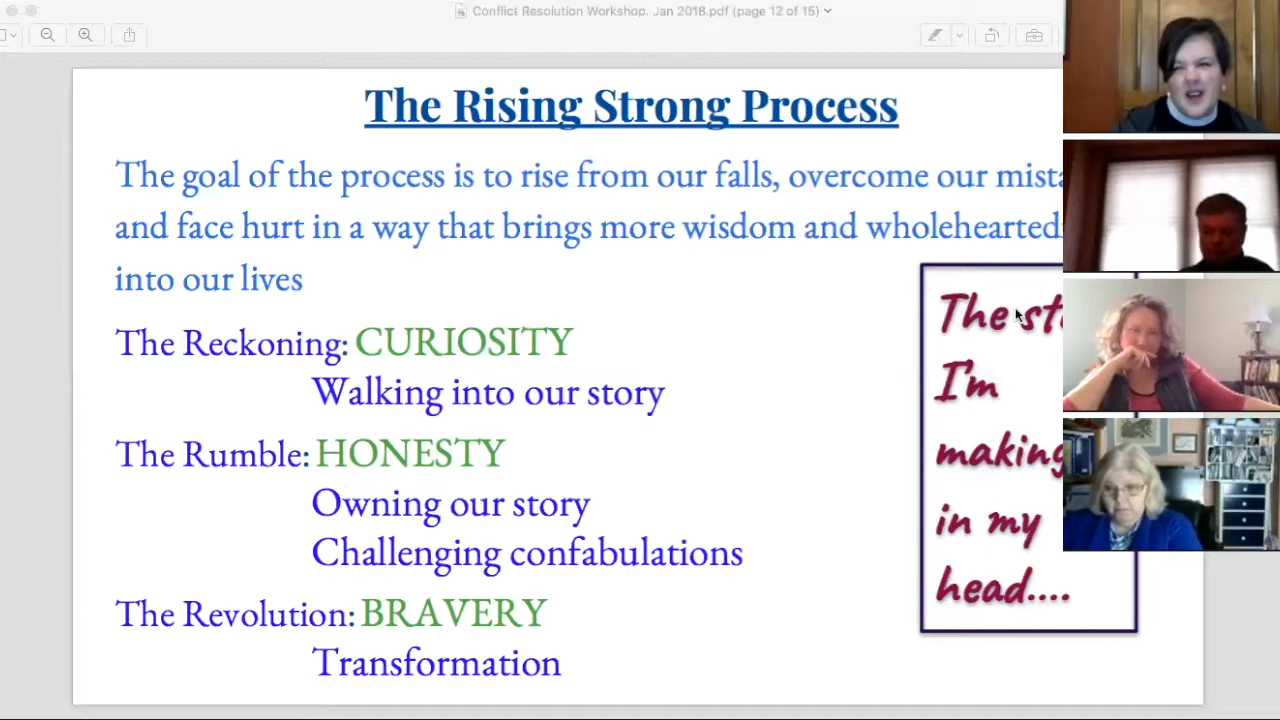 Conflict Resolution Workshop. Jan 2018.pdf (page 12 of 15)
The Rising Strong Process
The goal of the process is to rise from our falls, overcome our
and face hurt in a way that brings more wisdom and
into our lives
The Reckoning: CURIOSITY
Walking into our story
The Rumble: HONESTY
Owning our story
Challenging confabulations
The Revolution: BRAVERY
Transformation
The
I'm
making
in my
head....